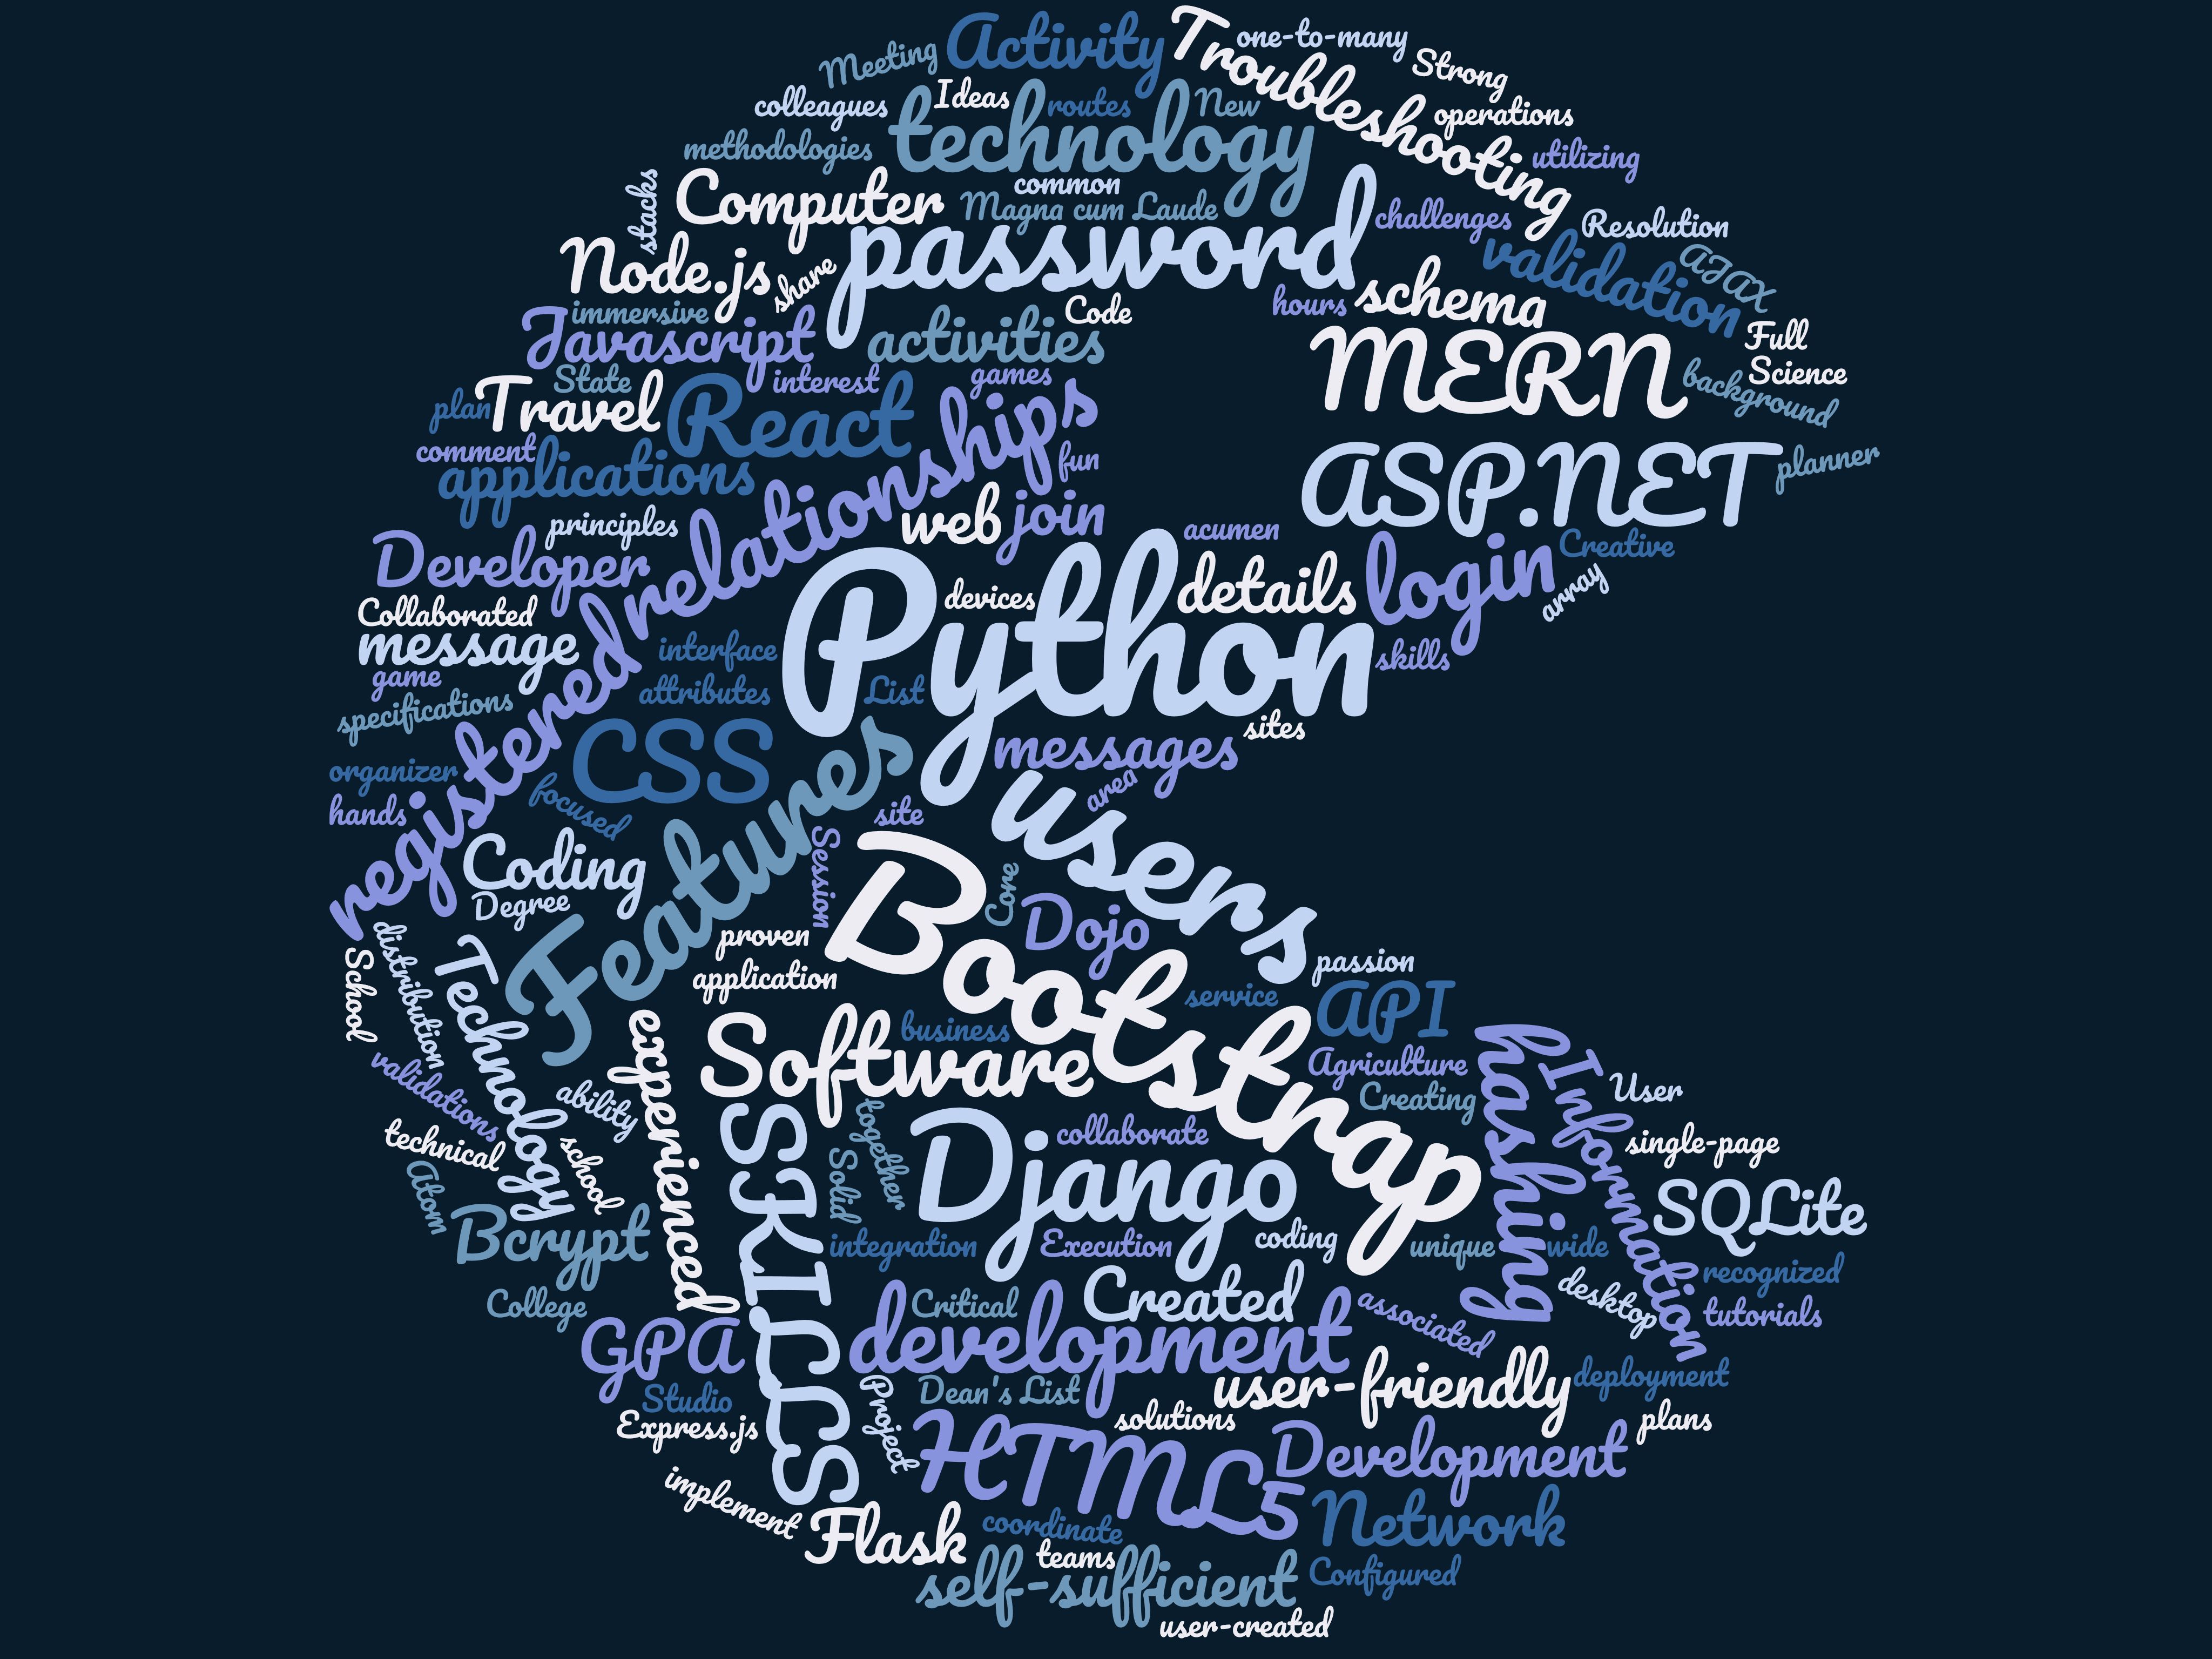 Meeting
Activity
Troubleshooting
one-to-many
Strong
colleagues
Ideas
routes
New
operations
methodologies
technology
utilizing
stacks
Computer
common
Magna cum Laude
challenges
Resolution
Node.js
share
password
validation
AJAX
immersive
Javascript
activities
Code
hours
schema
Full
State
interest
games
MERN
background
Science
plan
Travel
React
relationships
comment
applications
fun
ASP.NET
planner
principles
web
join
acumen
Creative
Developer
Python
devices
details
login
array
Collaborated
message
registered
interface
skills
game
attributes
List
specifications
CSS
messages
sites
organizer
focused
Features
users
area
hands
site
Coding
Session
Bootstrap
Core
Degree
Dojo
distribution
proven
School
Technology
application
passion
service
API
experienced
Software
business
hashing
Information
validations
Agriculture
User
ability
together
Creating
technical
school
SKILLS
Django
collaborate
single-page
Atom
Solid
SQLite
Bcrypt
integration
Execution
coding
unique
wide
recognized
College
Critical
Created
associated
desktop
tutorials
GPA
development
Studio
Project
Dean's List
user-friendly
deployment
Express.js
solutions
plans
HTML5
Development
implement
Flask
coordinate
Network
teams
self-sufficient
Configured
user-created